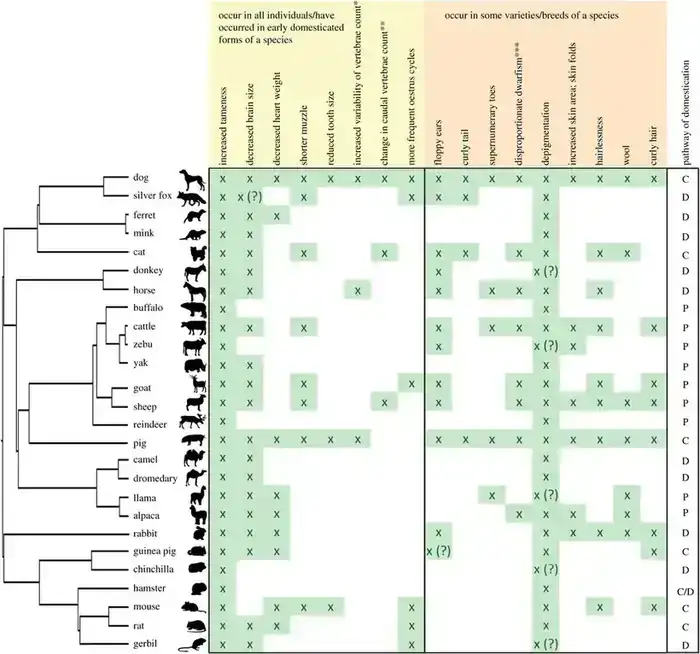 occur in all individuals/have
occurred in early domesticated
forms of a species
occur in some varieties/breeds of a species
increased tameness
decreased brain size
decreased heart weight
shorter muzzle
reduced tooth size
increased variability of vertebrae count*
change in caudal vertebrae count**
more frequent oestrus cycles
floppy ears
curly tail
supernumerary toes
disproportionate dwarfism***
depigmentation
increased skin area; skin folds
hairlessness
wool
curly hair
pathway of domestication
dog x x x x x x x x x x x x x x x x x C
silver fox x x (?) x x x x x D
ferret x x x x D
mink x x x D
cat x x x x x x x x x x C
donkey x x x x (?) D
horse x x x x x x x x D
buffalo x x P
cattle x x x x x x x x x x P
zebu x x x x (?) x P
yak x x x P
goat x x x x x x x x x x P
sheep x x x x x x x x x x x P
reindeer x x P
pig x x x x x x x x x x x x x x x C
camel x x x D
dromedary x x x D
llama x x x x x (?) x P
alpaca x x x x x x x P
rabbit x x x x x x x x x D
guinea pig x x x x (?) x x C
chinchilla x x (?) D
hamster x x C/D
mouse x x x x x x x x C
rat x x x x x C
gerbil x x x x (?) D